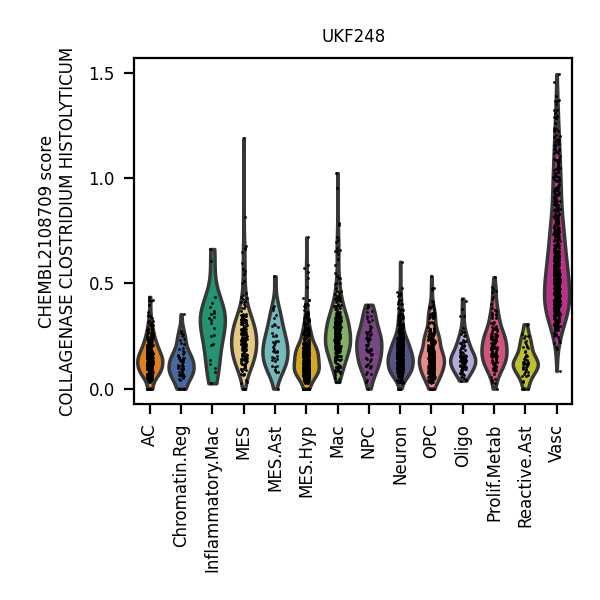 UKF248
CHEMBL2108709 score
COLLAGENASE CLOSTRIDIUM HISTOLYTICUM
1.5
1.0
0.5
0.0
AC
Chromatin.Reg
Inflammatory.Mac
MES
MES.Ast
MES.Hyp
Mac
NPC
Neuron
OPC
Oligo
Prolif.Metab
Reactive.Ast
Vasc